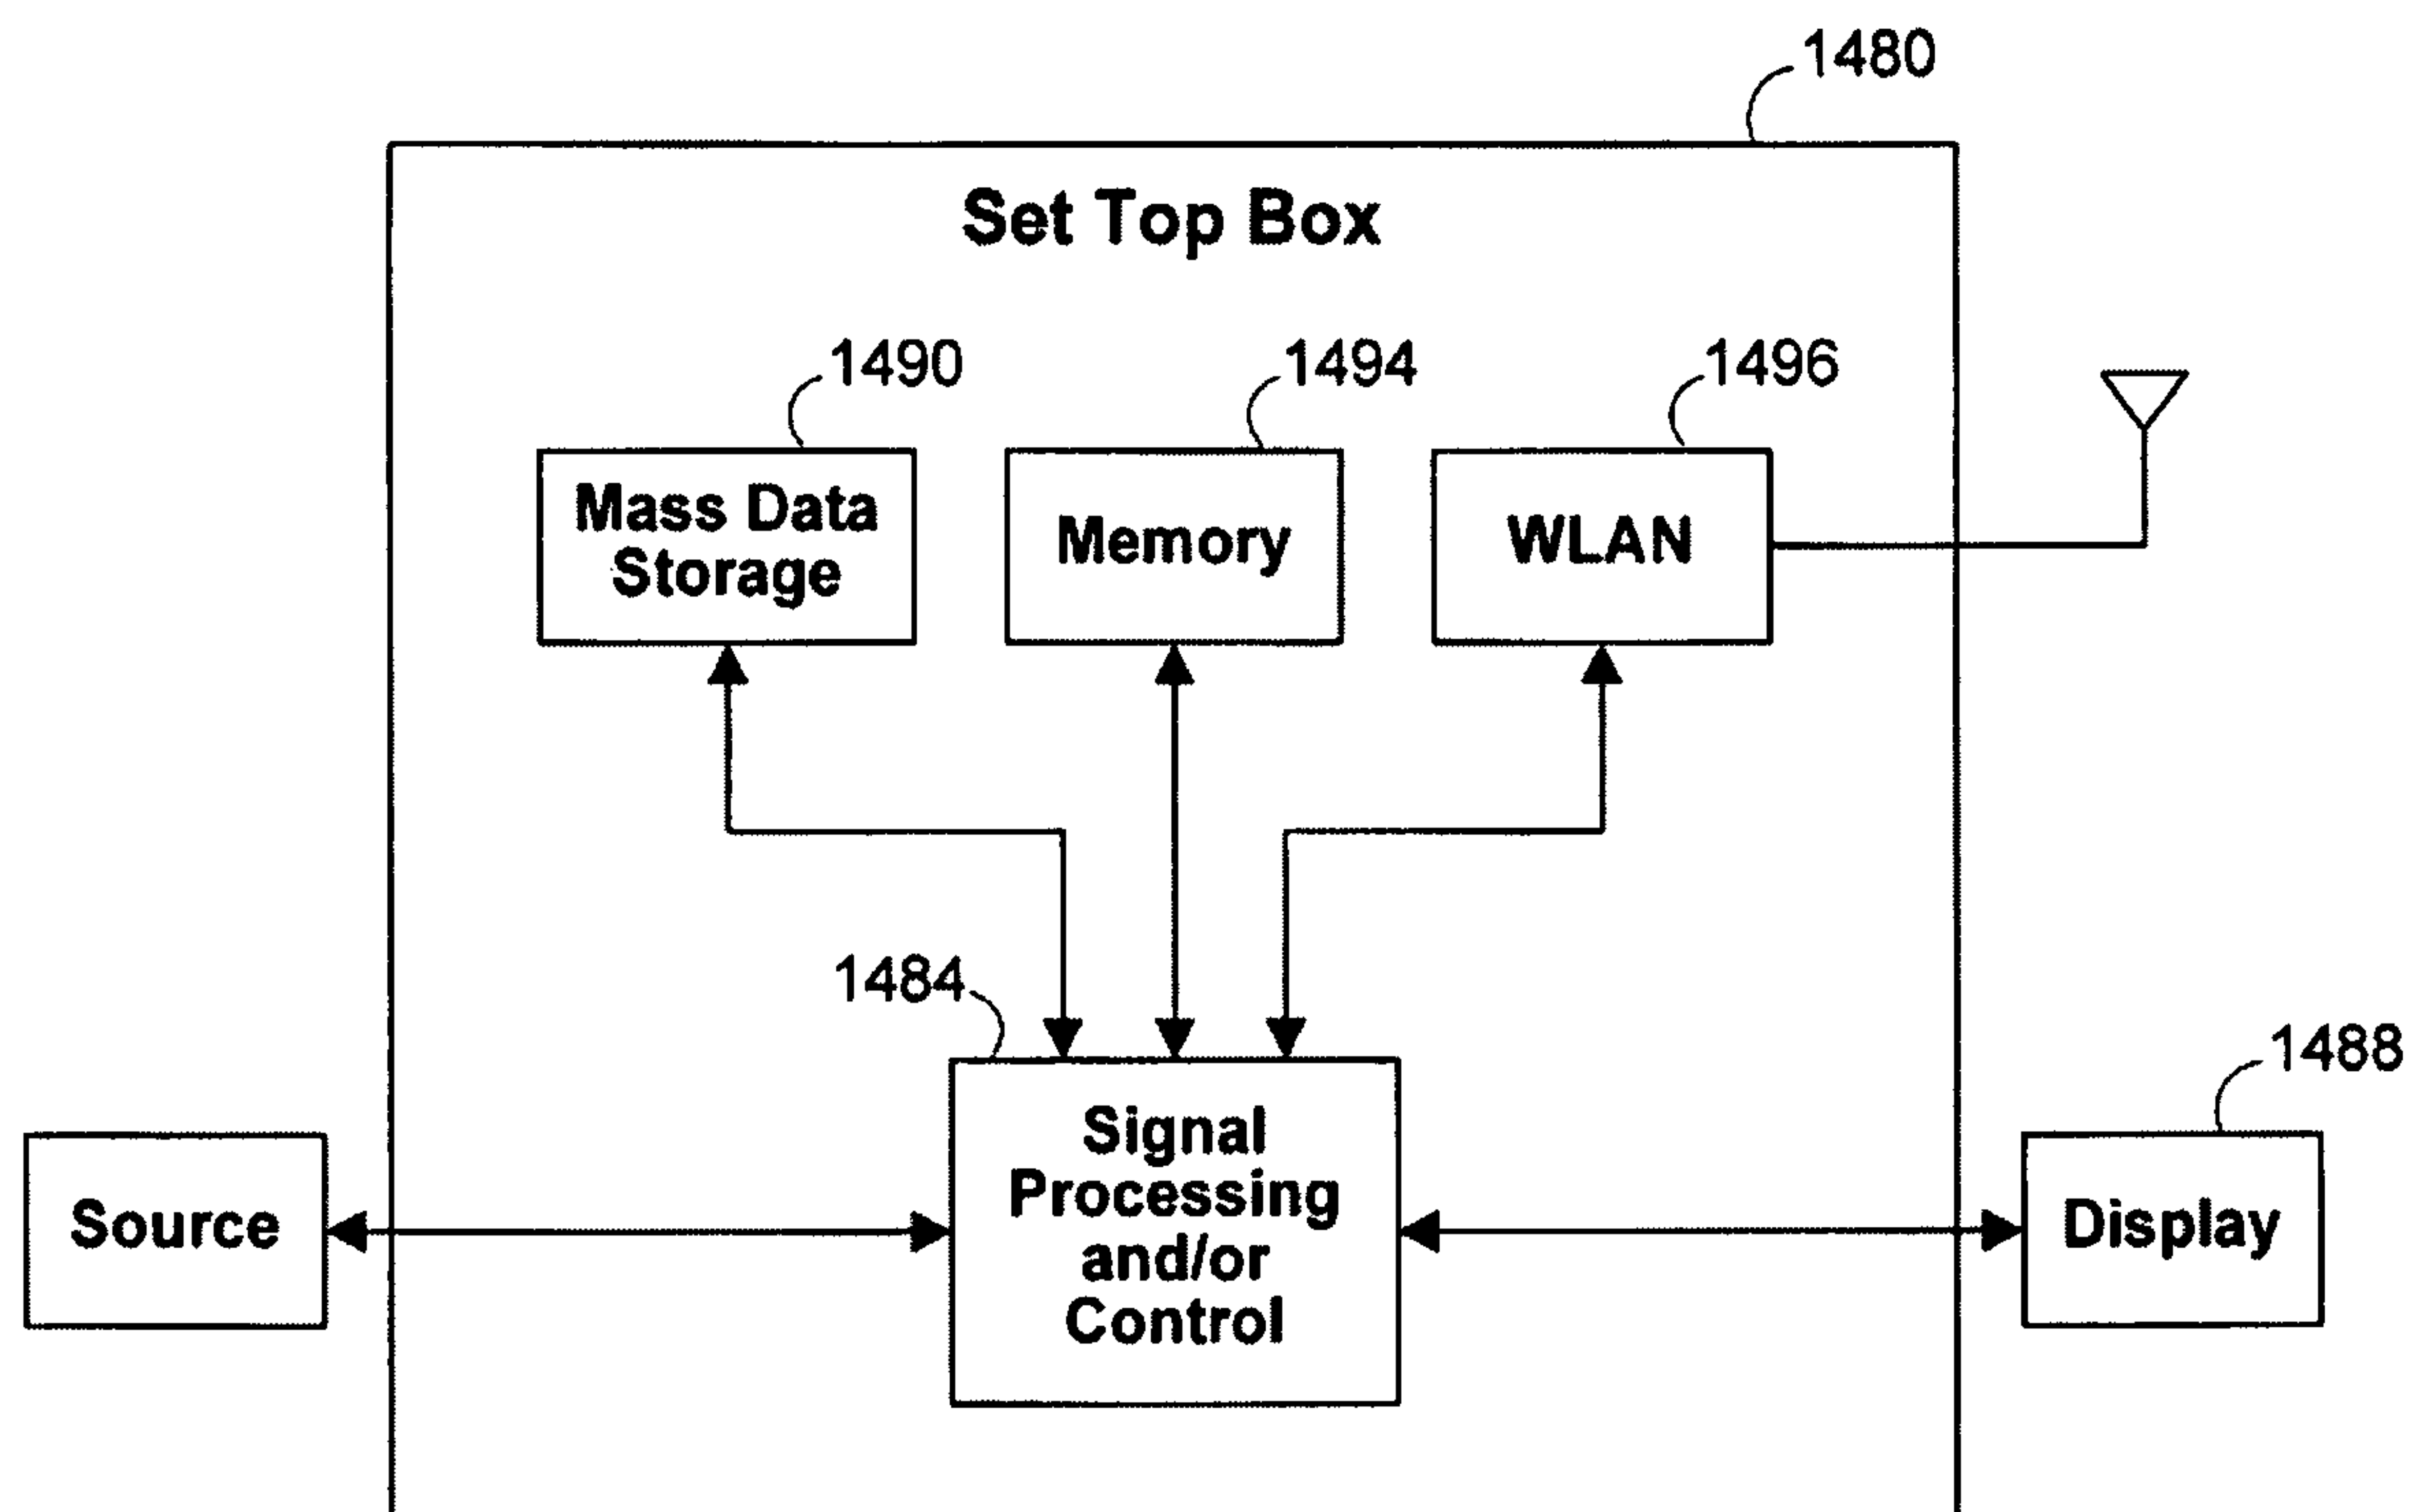 1480
Set Top Box
1490
1494
1496
Mass Data
Storage
Memory
WLAN
1484
1488
Signal
Processing
and/or
Control
Source
Display